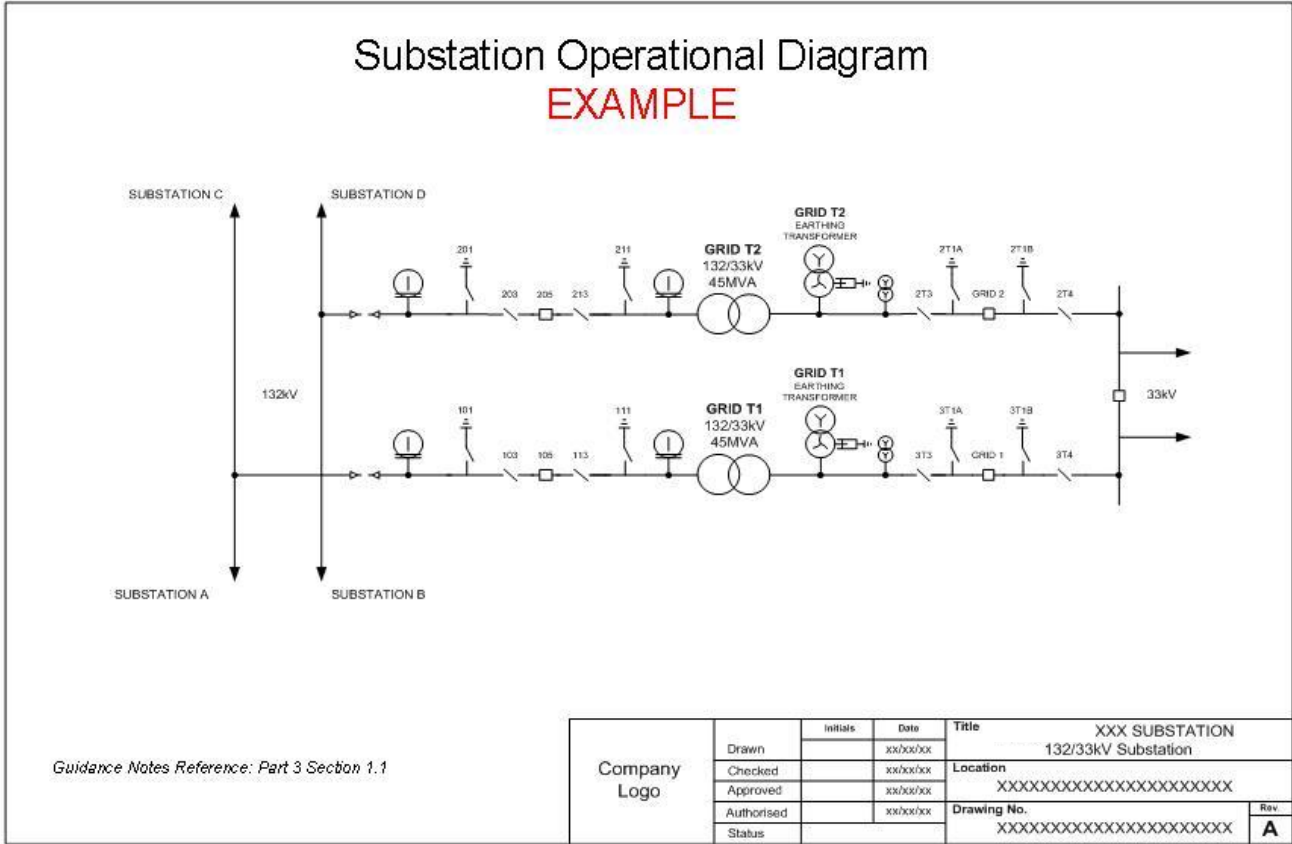 Substation Operational Diagram
EXAMPLE
SUBSTATION C
SUBSTATION D
GRID T2
EARTHING
TRANSFORMER
201
211
GRID T2
132/33kV
45MVA
2T1A
2T1B
203
205
213
2T3
GRID 2
2T4
132kV
33kV
GRID T1
EARTHING
TRANSFORMER
101
111
GRID T1
132/33kV
45MVA
3T1A
3T1B
103
105
113
3T3
GRID 1
3T4
SUBSTATION A
SUBSTATION B
Guidance Notes Reference: Part 3 Section 1.1
Company
Logo
Initials
Date
Drawn
xx/xx/xx
Checked
xx/xx/xx
Approved
xx/xx/xx
Authorised
xx/xx/xx
Status
Title
XXX SUBSTATION
132/33kV Substation
Location
XXXXXXXXXXXXXXXXXXXXXX
Drawing No.
XXXXXXXXXXXXXXXXXXXXXX
Rev.
A